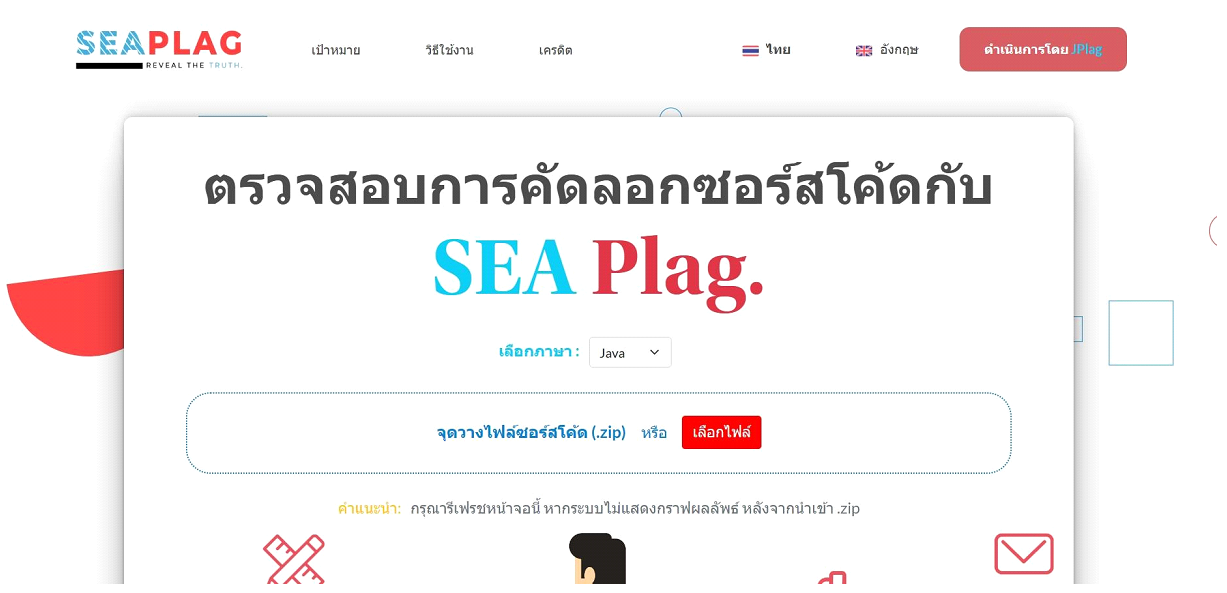 SEAPLAG
REVEAL THE TRUTH.
เป้าหมาย
วิธีใช้งาน
เครดิต
ไทย
อังกฤษ
ดำเนินการโดย JPlag
ตรวจสอบการคัดลอกซอร์สโค้ดกับ
SEA Plag.
เลือกภาษา :
Java
จุดวางไฟล์ซอร์สโค้ด (.zip) หรือ เลือกไฟล์
คำแนะนำ: กรุณารีเฟรชหน้าจอนี้ หากระบบไม่แสดงกราฟผลลัพธ์ หลังจากนำเข้า .zip